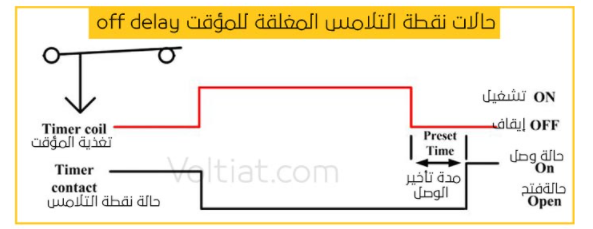 حالات نقطة التلامس المغلقة للمؤقت off delay
تشغيل ON
إيقاف OFF
Timer coil
تغذية المؤقت
Preset
Time
مدة تأخير
الوصل
Timer
contact
حالة نقطة التلامس
حالة وصل
On
حالةفتح
Open
Voltiat.com